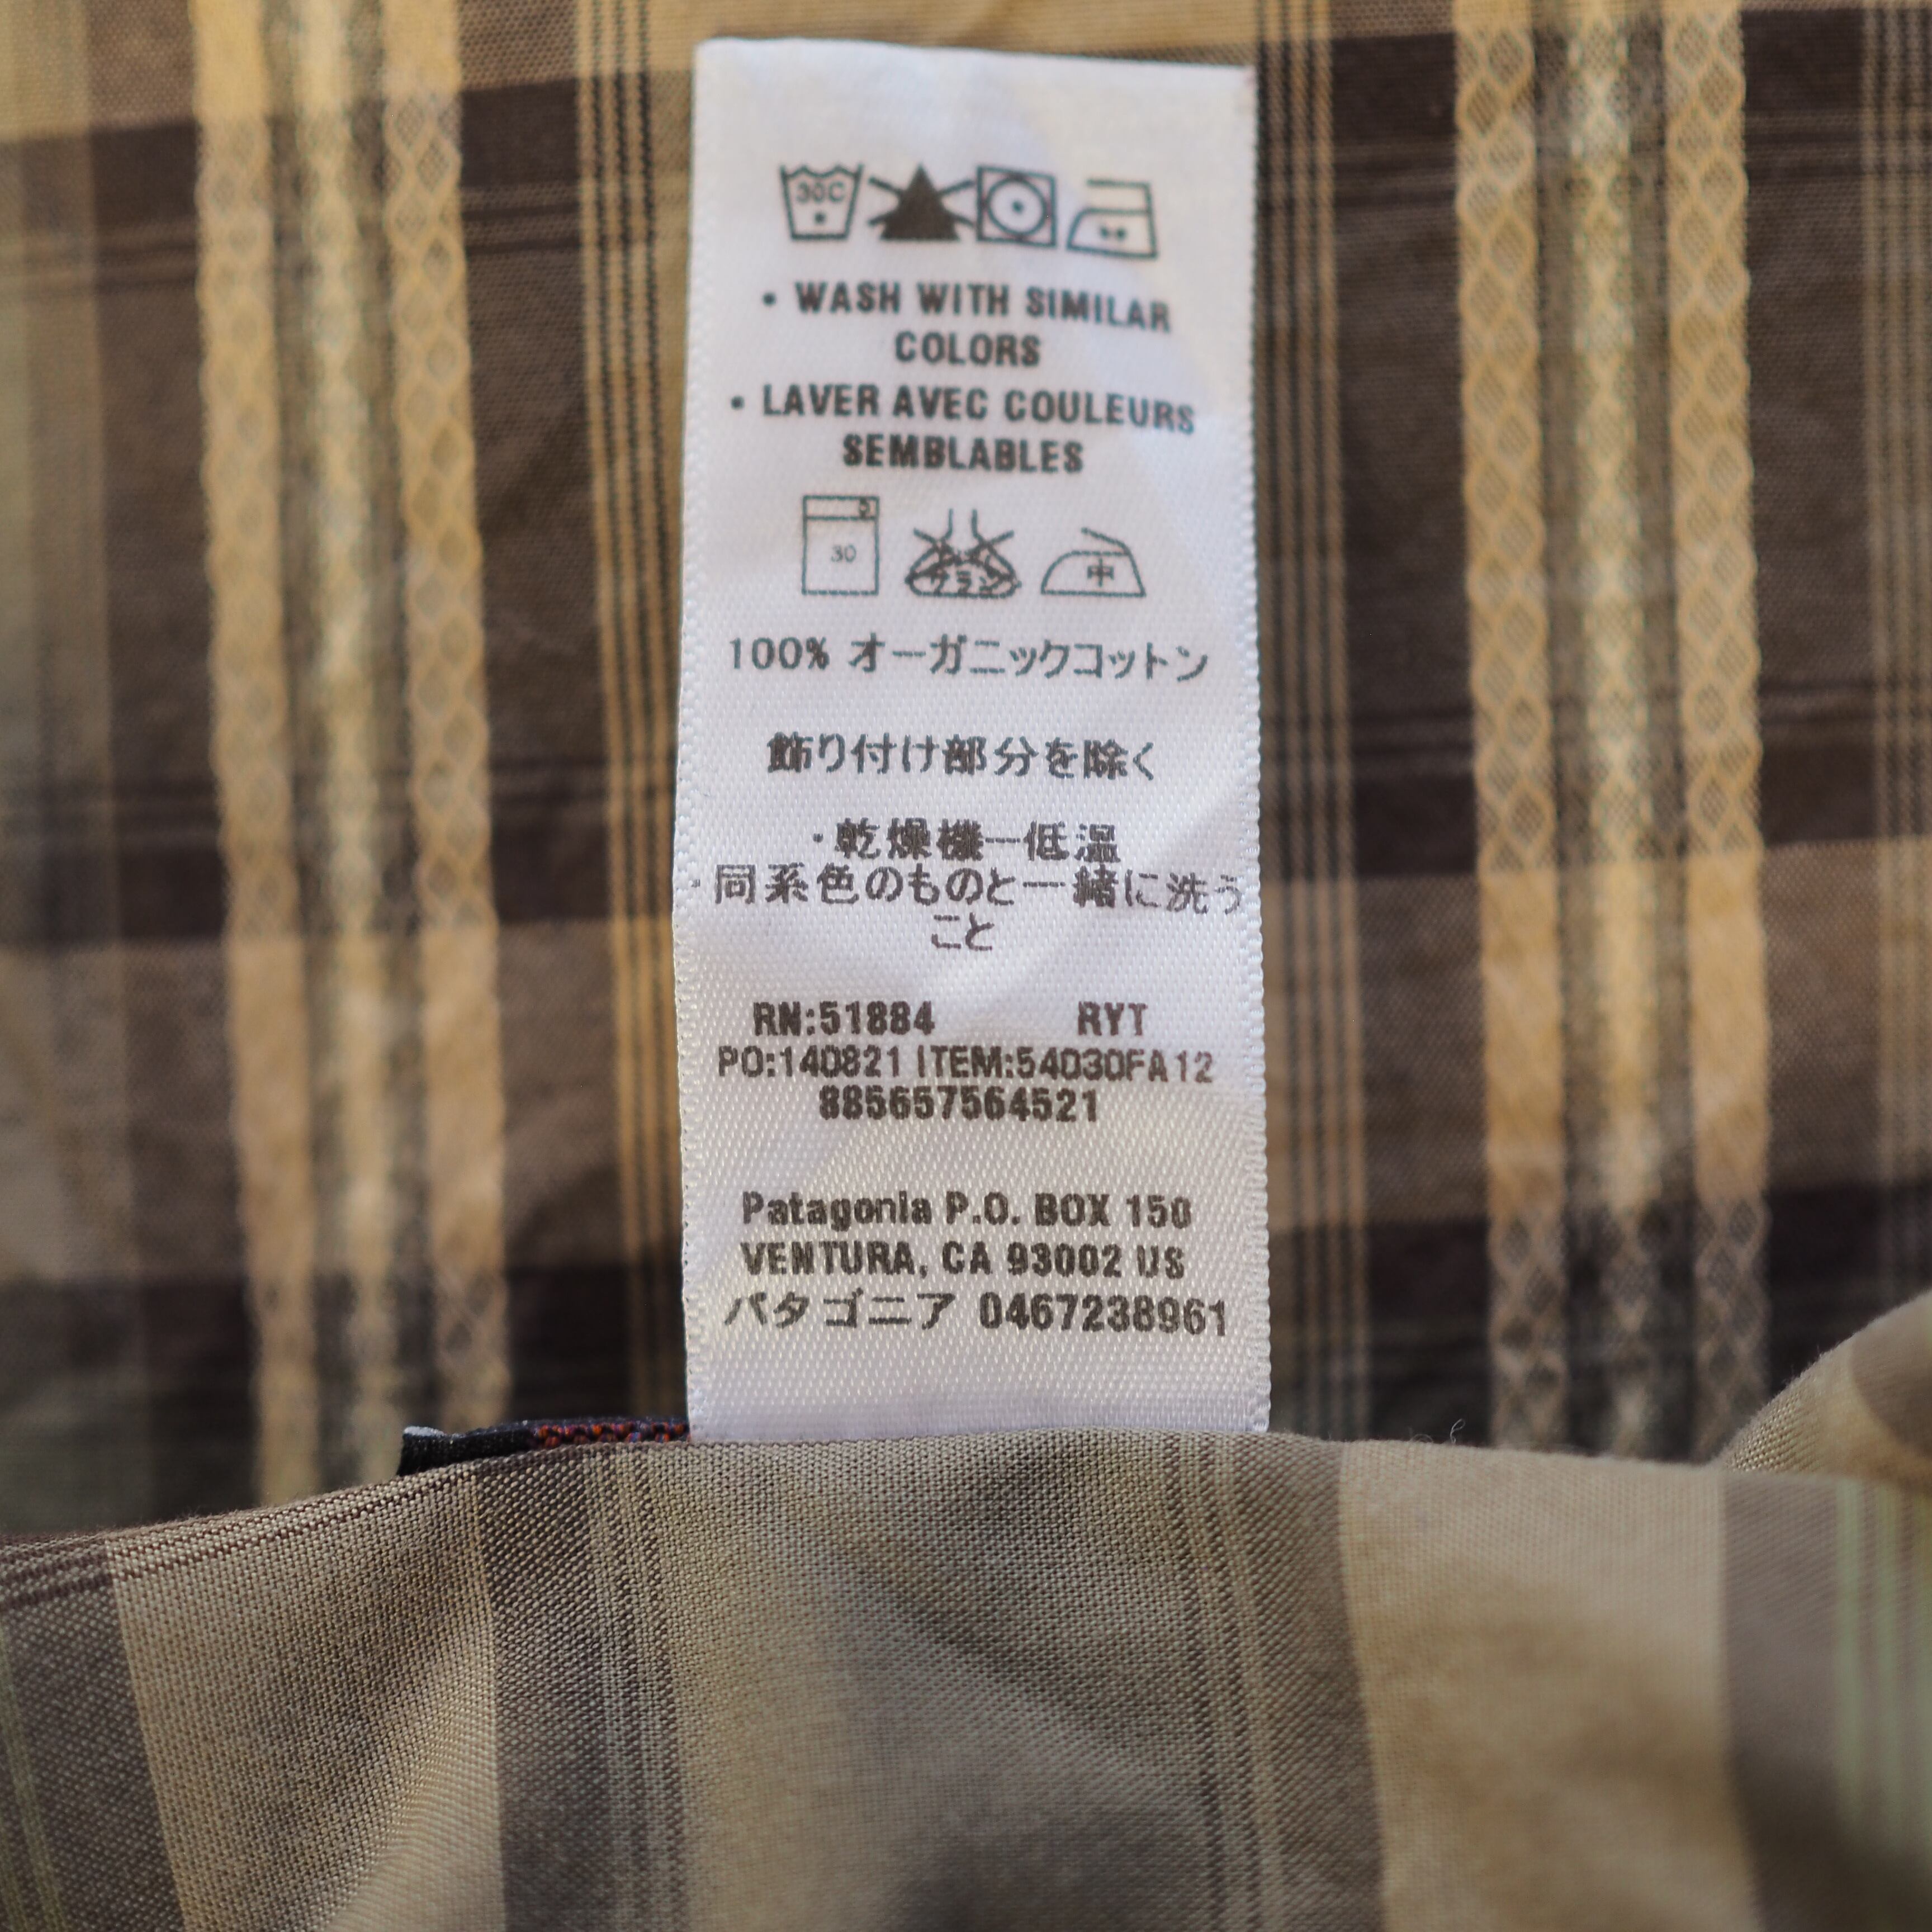 30C
• WASH WITH SIMILAR
COLORS
• LAVER AVEC COULEURS
SEMBLABLES
30 サラシ 中
100% オーガニックコットン
飾り付け部分を除く
・乾燥機ー低温
・同系色のものと一緒に洗う
こと
RN:51884 RYT
PO:140821 ITEM:54030FA12
885657564521
Patagonia P.O. BOX 150
VENTURA, CA 93002 US
パタゴニア 0467238961